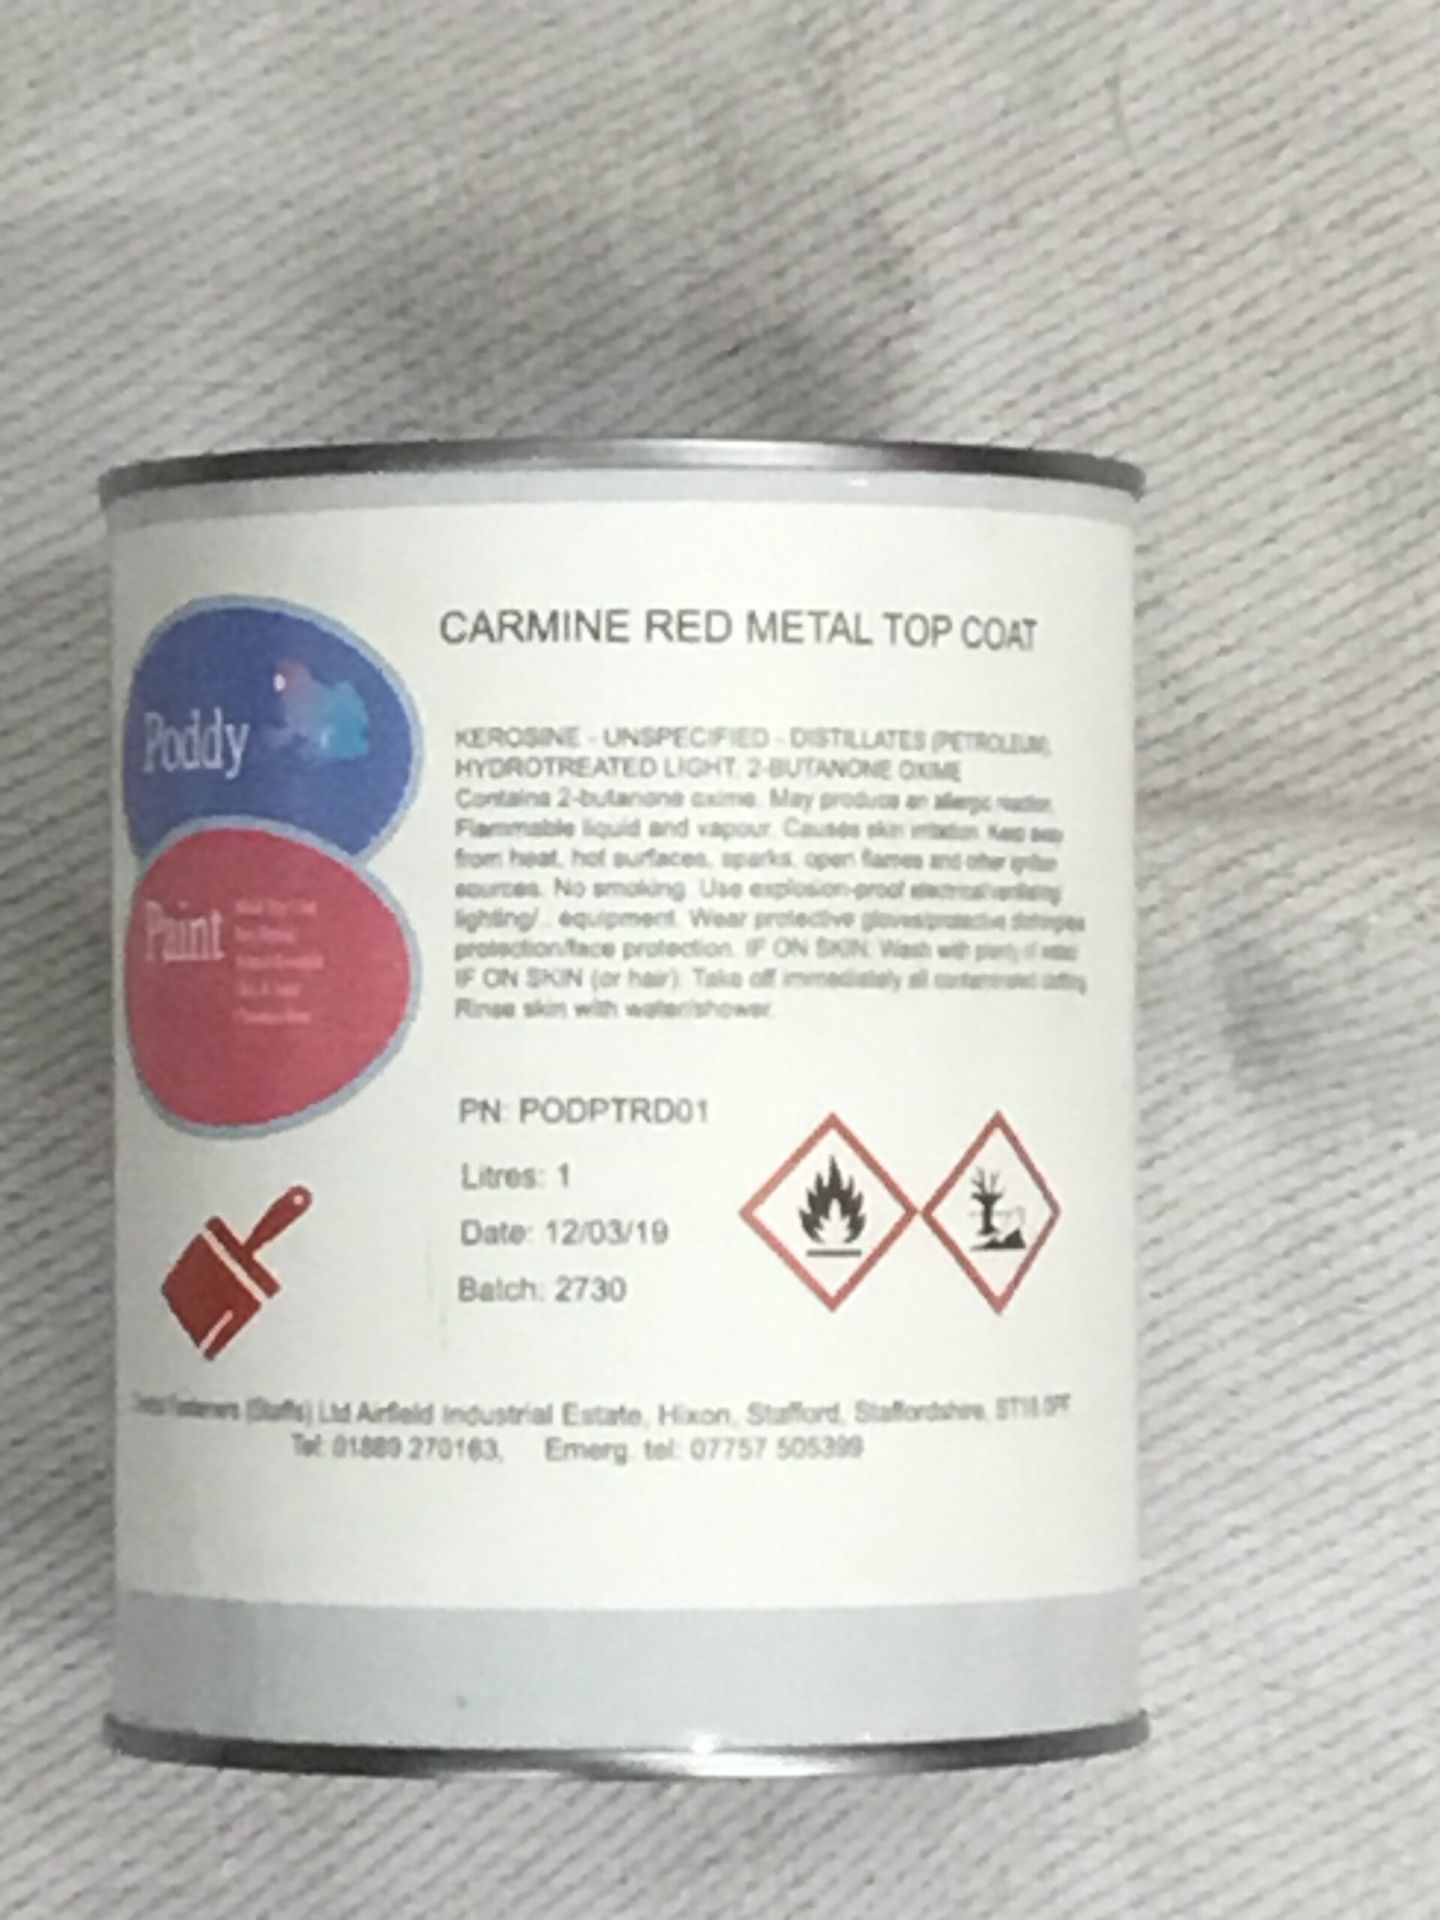 CARMINE RED METAL TOP COAT
Poddy
Paint
KEROSINE - UNSPECIFIED - DISTILLATES (PETROLEUM),
HYDROTREATED LIGHT, 2-BUTANONE OXIME
Contains 2-butanone oxime. May produce an allergic reaction.
Flammable liquid and vapour. Causes skin irritation. Keep away
from heat, hot surfaces, sparks, open flames and other ignition
sources. No smoking. Use explosion-proof electrical/ventilating
lighting/... equipment. Wear protective gloves/protective
protection/face protection. IF ON SKIN: Wash with plenty of water.
IF ON SKIN (or hair): Take off immediately all contaminated clothing.
Rinse skin with water/shower.
PN: PODPTRD01
Litres: 1
Date: 12/03/19
Batch: 2730
Fasteners (Staffs) Ltd Airfield Industrial Estate, Hixon, Stafford, Staffordshire, ST18 0PF
Tel: 01889 270163, Emerg. tel: 07757 505399